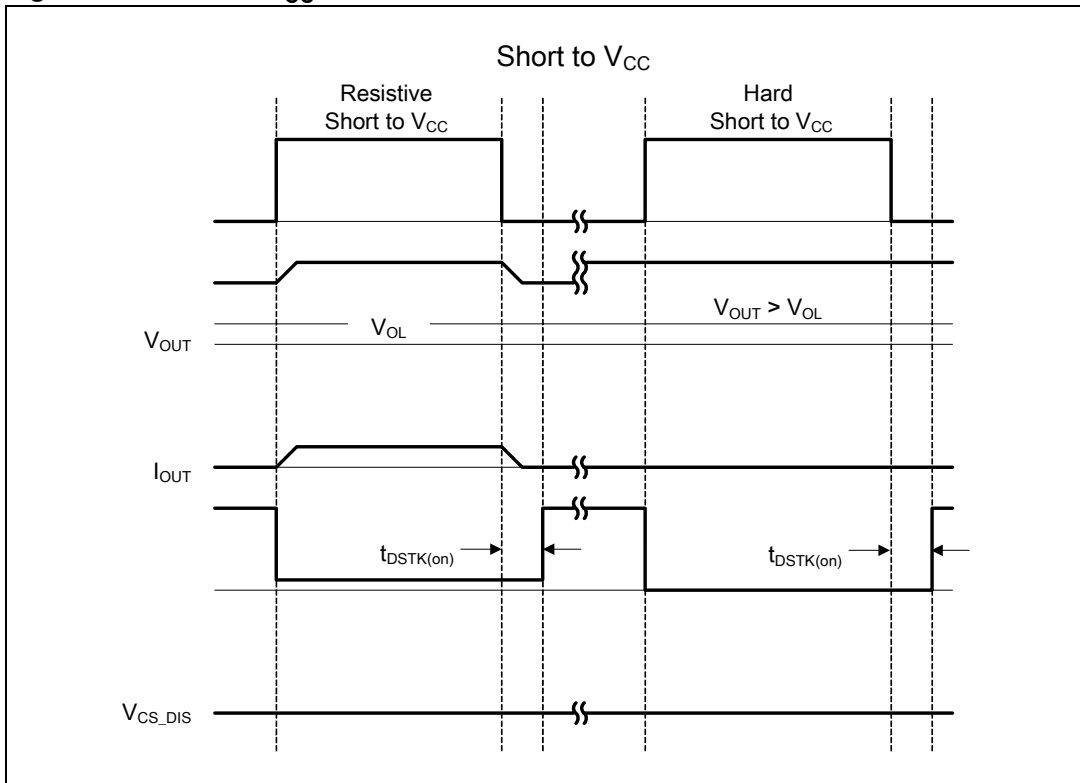 Short to VCC
Resistive
Short to VCC
Hard
Short to VCC
VOUT > VOL
VOL
VOUT
IOUT
tDSTK(on)
tDSTK(on)
VCS_DIS